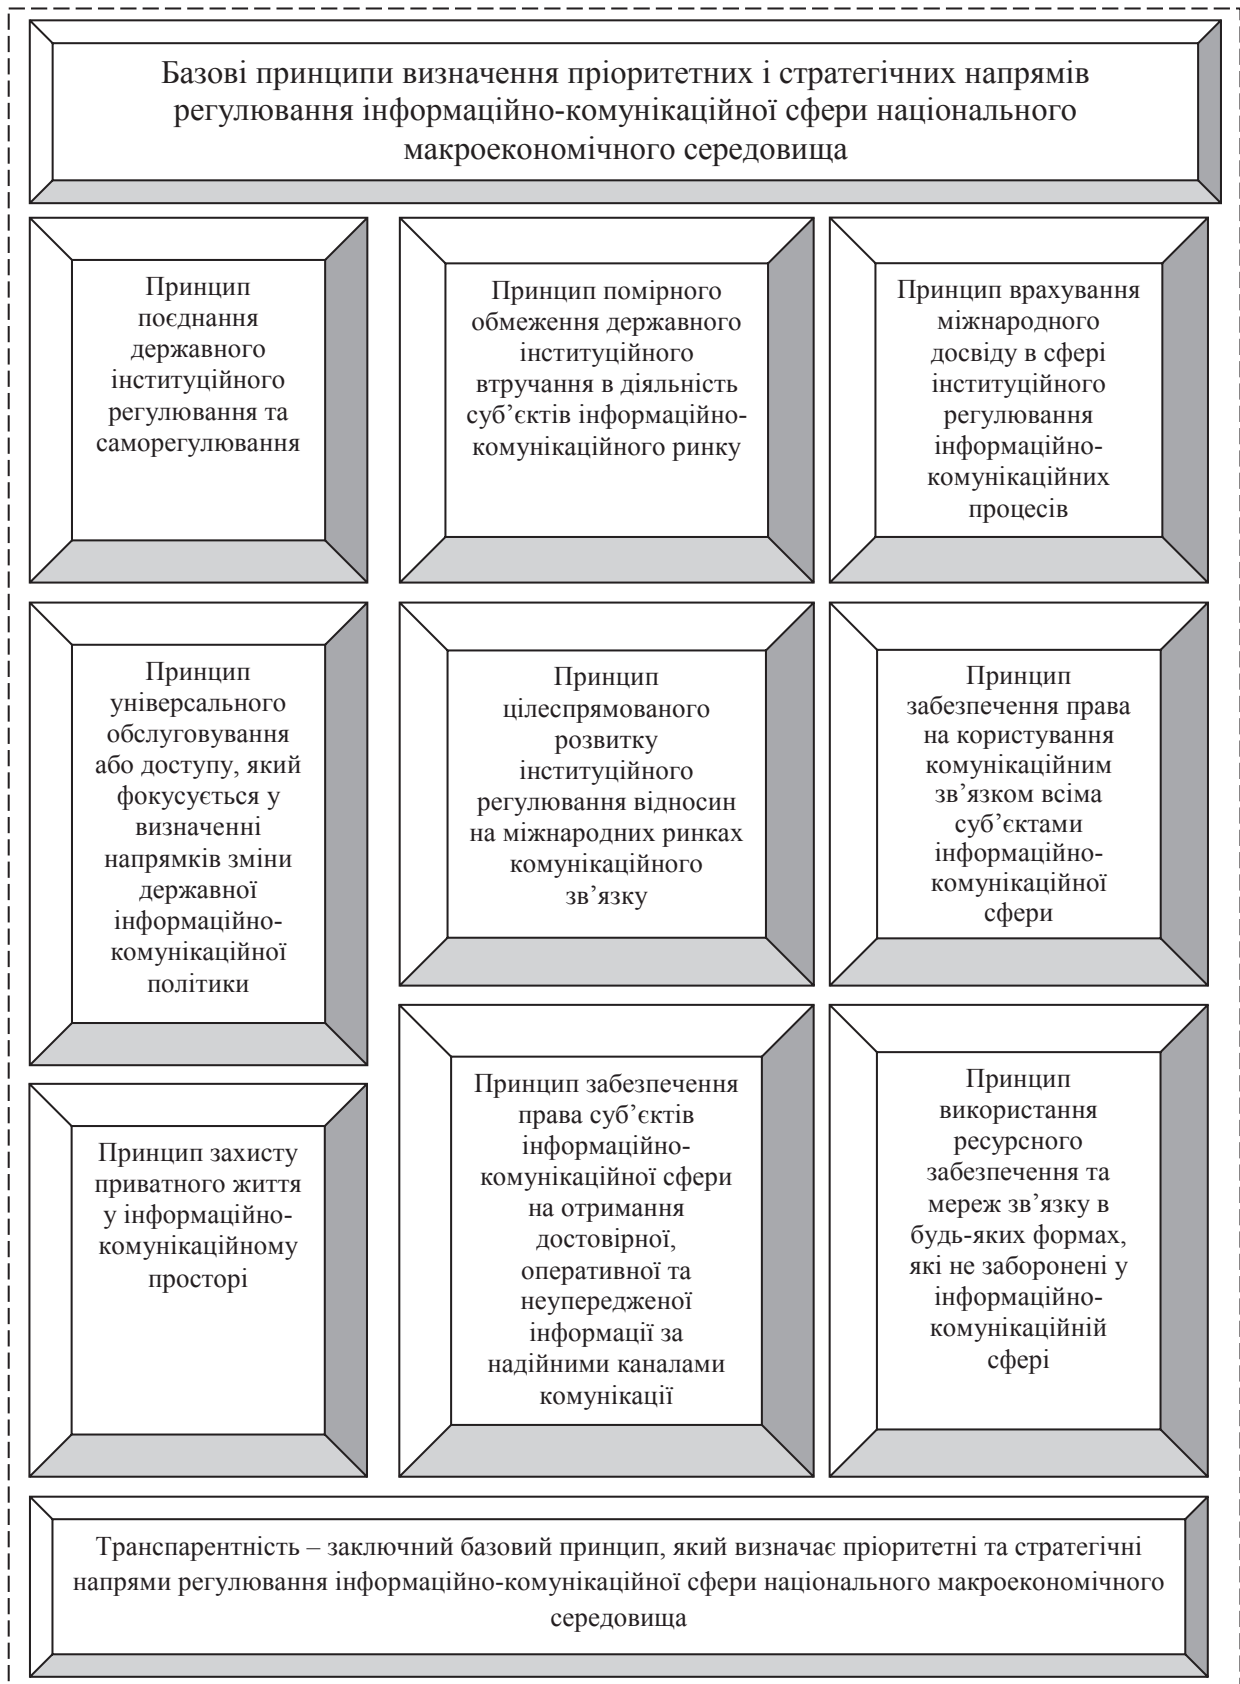 Базові принципи визначення пріоритетних і стратегічних напрямів
регулювання інформаційно-комунікаційної сфери національного
макроекономічного середовища
Принцип
поєднання
державного
інституційного
регулювання та
саморегулювання
Принцип помірного
обмеження державного
інституційного
втручання в діяльність
суб’єктів інформаційно-
комунікаційного ринку
Принцип врахування
міжнародного
досвіду в сфері
інституційного
регулювання
інформаційно-
комунікаційних
процесів
Принцип
універсального
обслуговування
або доступу, який
фокусується у
визначенні
напрямків зміни
державної
інформаційно-
комунікаційної
політики
Принцип
цілеспрямованого
розвитку
інституційного
регулювання відносин
на міжнародних ринках
комунікаційного
зв’язку
Принцип
забезпечення права
на користування
комунікаційним
зв’язком всіма
суб’єктами
інформаційно-
комунікаційної
сфери
Принцип захисту
приватного життя
у інформаційно-
комунікаційному
просторі
Принцип забезпечення
права суб’єктів
інформаційно-
комунікаційної сфери
на отримання
достовірної,
оперативної та
неупередженої
інформації за
надійними каналами
комунікації
Принцип
використання
ресурсного
забезпечення та
мереж зв’язку в
будь-яких формах,
які не заборонені у
інформаційно-
комунікаційній
сфері
Транспарентність – заключний базовий принцип, який визначає пріоритетні та стратегічні
напрями регулювання інформаційно-комунікаційної сфери національного макроекономічного
середовища